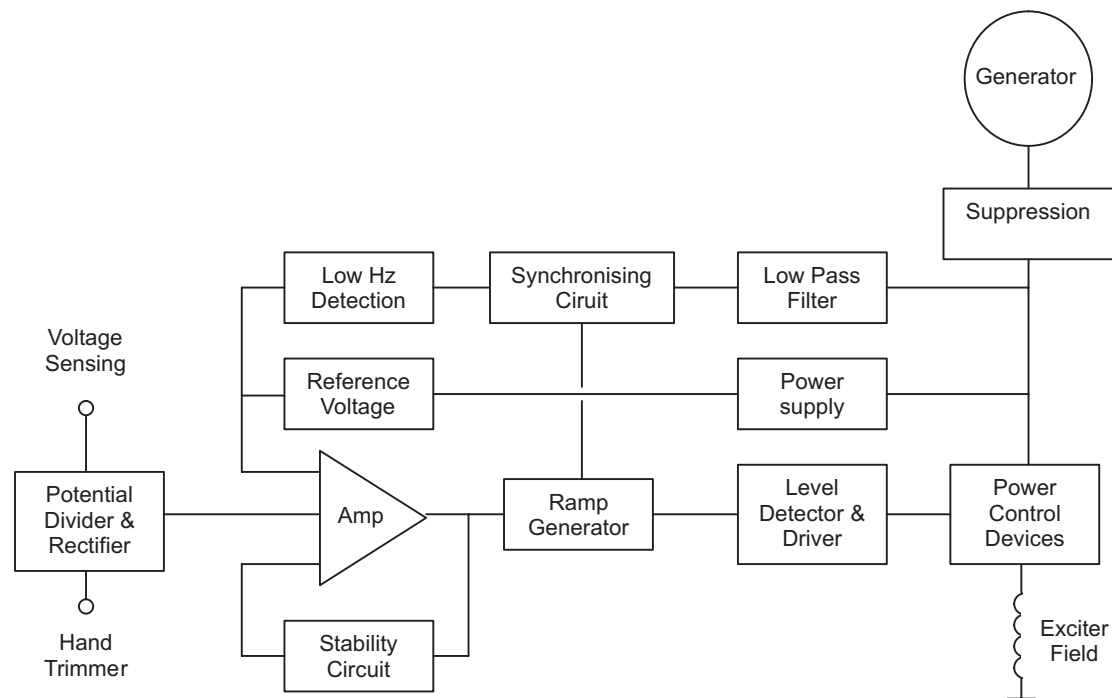 Generator
Suppression
Low Hz
Detection
Synchronising
Ciruit
Low Pass
Filter
Voltage
Sensing
Reference
Voltage
Power
supply
Potential
Divider &
Rectifier
Amp
Ramp
Generator
Level
Detector &
Driver
Power
Control
Devices
Hand
Trimmer
Stability
Circuit
Exciter
Field